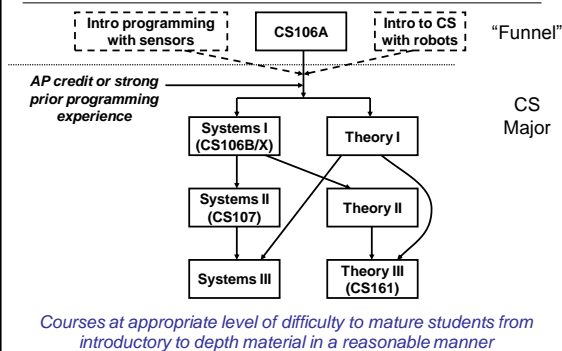 Intro programming
with sensors
CS106A
Intro to CS
with robots
“Funnel”
AP credit or strong
prior programming
experience
CS
Major
Systems I
(CS106B/X)
Theory I
Systems II
(CS107)
Theory II
Systems III
Theory III
(CS161)
Courses at appropriate level of difficulty to mature students from
introductory to depth material in a reasonable manner